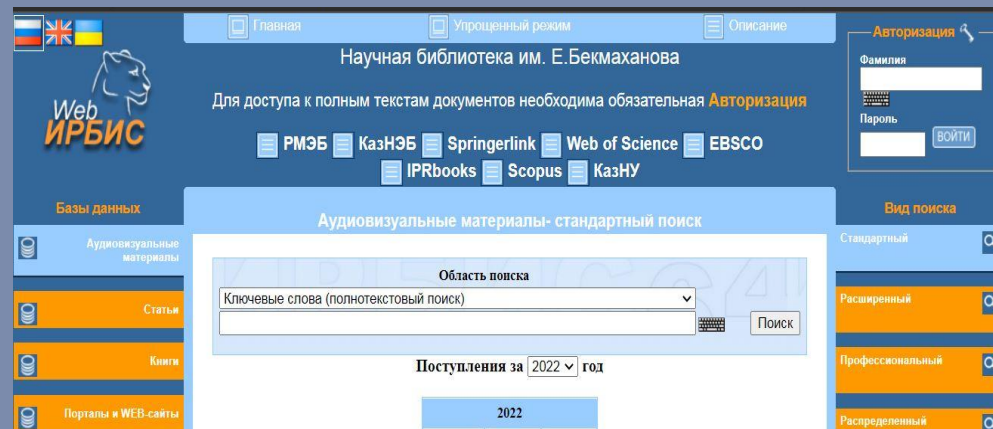 Главная
Упрощенный режим
Описание
Web
ИРБИС
Научная библиотека им. Е.Бекмаханова
Для доступа к полным текстам документов необходима обязательная Авторизация
РМЭБ КазНЭБ Springerlink Web of Science EBSCO
IPRbooks Scopus КазНУ
Авторизация
Фамилия
Пароль
ВОЙТИ
Базы данных
Аудиовизуальные
материалы
Статьи
Книги
Порталы и WEB-сайты
Аудиовизуальные материалы- стандартный поиск
ИРБИС64
Область поиска
Ключевые слова (полнотекстовый поиск)
Поиск
Поступления за 2022 год
2022
Вид поиска
Стандартный
Расширенный
Профессиональный
Распределенный